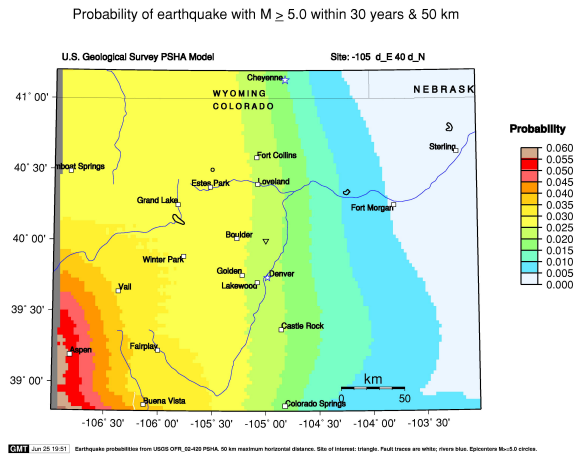 Probability of earthquake with M ≥ 5.0 within 30 years & 50 km
U.S. Geological Survey PSHA Model Site: -105 d_E 40 d_N
Cheyenne
41° 00'
WYOMING
COLORADO
NEBRASK
Sterling
Fort Collins
mboat Springs
40° 30'
Estes Park
Loveland
Grand Lake
Fort Morgan
Boulder
40° 00'
Winter Park
Golden
Denver
Lakewood
Vail
39° 30'
Castle Rock
Aspen
Fairplay
39° 00'
km
0 50
Buena Vista
Colorado Springs
-106° 30' -106° 00' -105° 30' -105° 00' -104° 30' -104° 00' -103° 30'
Probability
0.060
0.055
0.050
0.045
0.040
0.035
0.030
0.025
0.020
0.015
0.010
0.005
0.000
GMT Jun 25 19:51 Earthquake probabilities from USGS OFR_02-420 PSHA. 50 km maximum horizontal distance. Site of interest: triangle. Fault traces are white; rivers blue. Epicenters M>=5.0 circles.